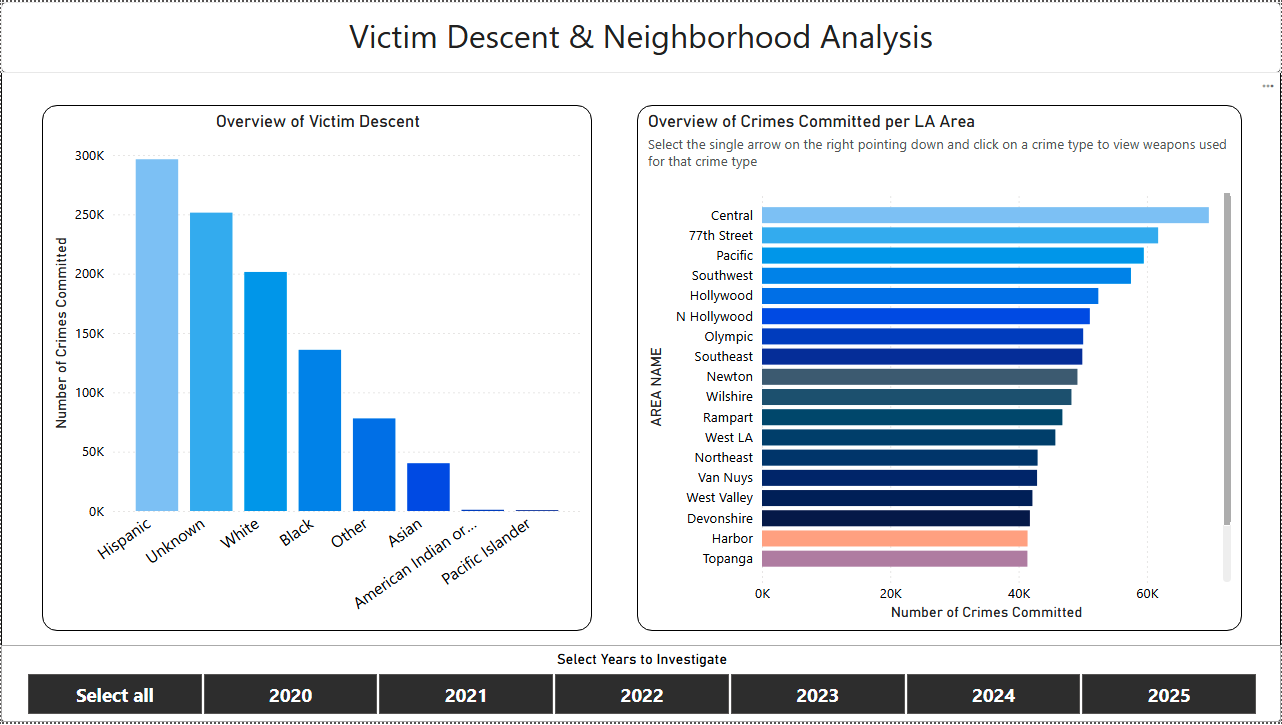 Victim Descent & Neighborhood Analysis
Overview of Victim Descent
Number of Crimes Committed
300K
250K
200K
150K
100K
50K
0K
Hispanic
Unknown
White
Black
Other
Asian
American Indian or...
Pacific Islander
Overview of Crimes Committed per LA Area
Select the single arrow on the right pointing down and click on a crime type to view weapons used
for that crime type
AREA NAME
Central
77th Street
Pacific
Southwest
Hollywood
N Hollywood
Olympic
Southeast
Newton
Wilshire
Rampart
West LA
Northeast
Van Nuys
West Valley
Devonshire
Harbor
Topanga
0K
20K
40K
60K
Number of Crimes Committed
Select Years to Investigate
Select all
2020
2021
2022
2023
2024
2025